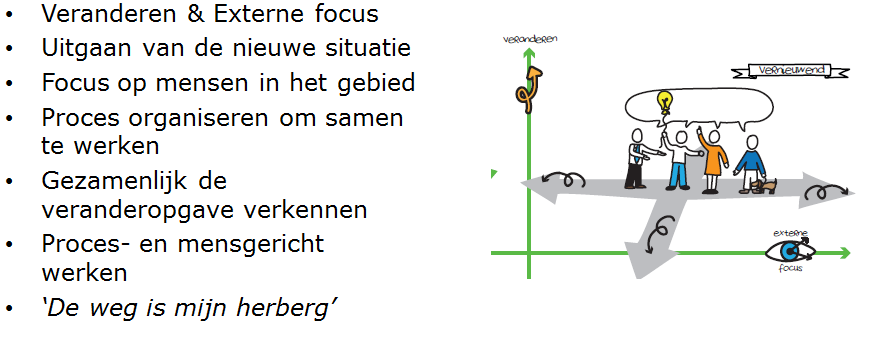 • Veranderen & Externe focus
• Uitgaan van de nieuwe situatie
• Focus op mensen in het gebied
• Proces organiseren om samen
te werken
• Gezamenlijk de
veranderopgave verkennen
• Proces- en mensgericht
werken
• ‘De weg is mijn herberg’
veranderen
vernieuwend
externe
focus